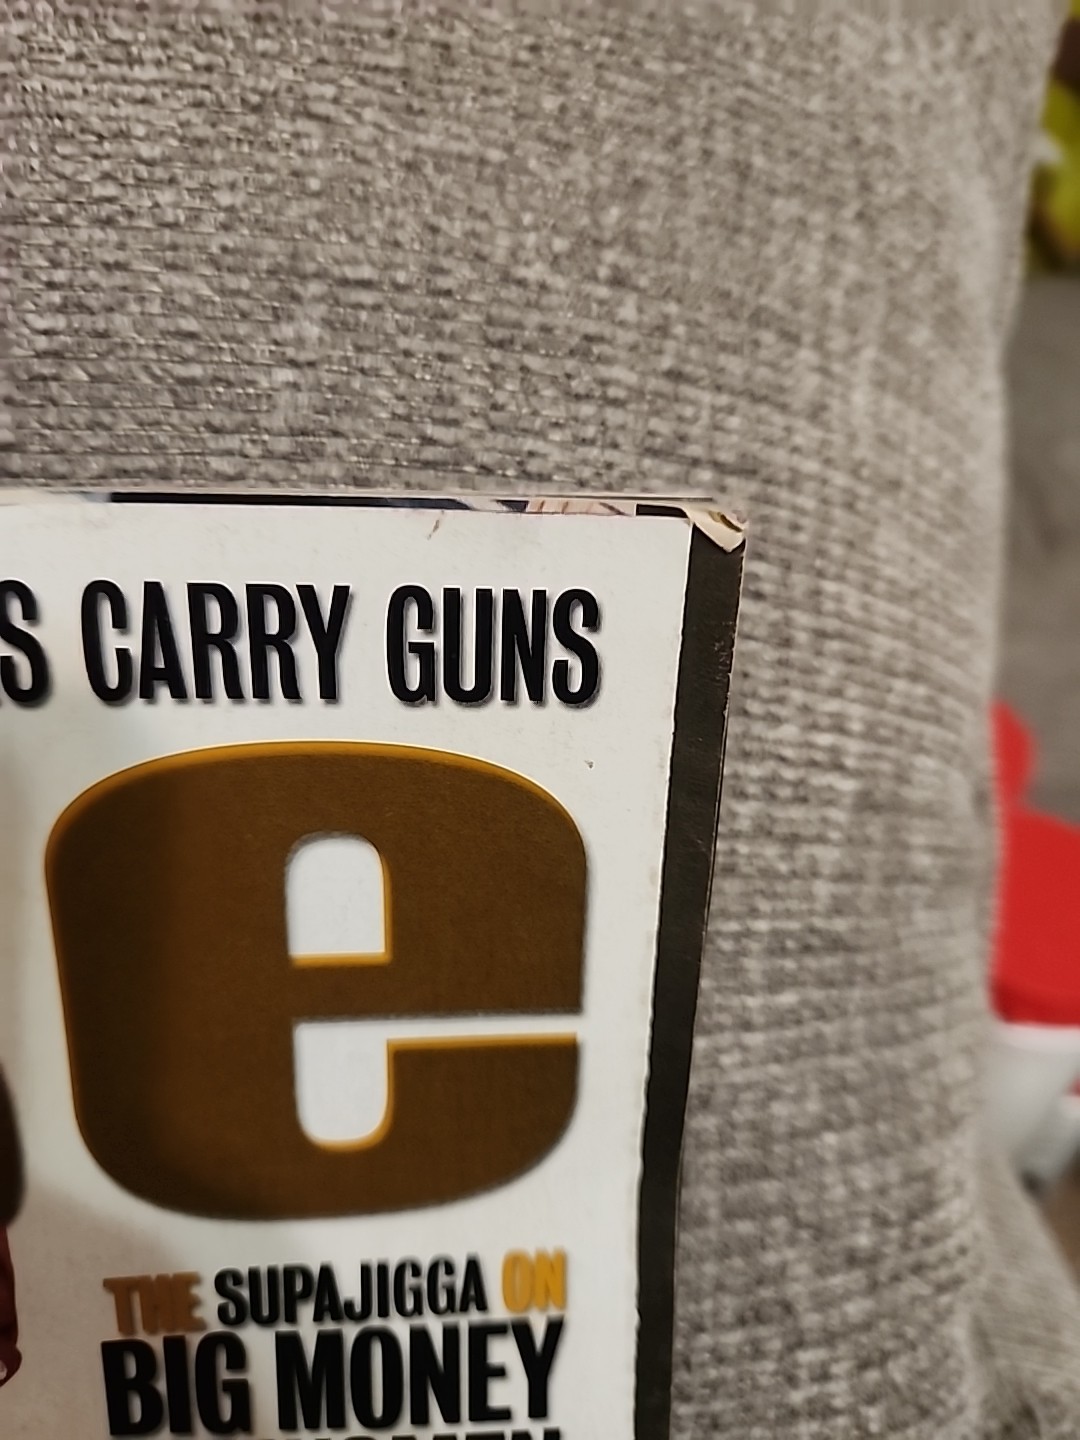 S CARRY GUNS
e
THE SUPAJIGGA ON
BIG MONEY